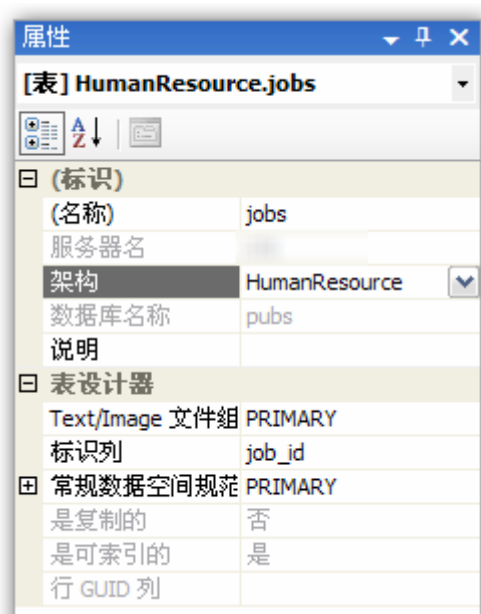 属性
[表] HumanResource.jobs
(标识)
(名称) jobs
服务器名
架构 HumanResource
数据库名称 pubs
说明
表设计器
Text/Image 文件组 PRIMARY
标识列 job_id
常规数据空间规范 PRIMARY
是复制的 否
是可索引的 是
行 GUID 列